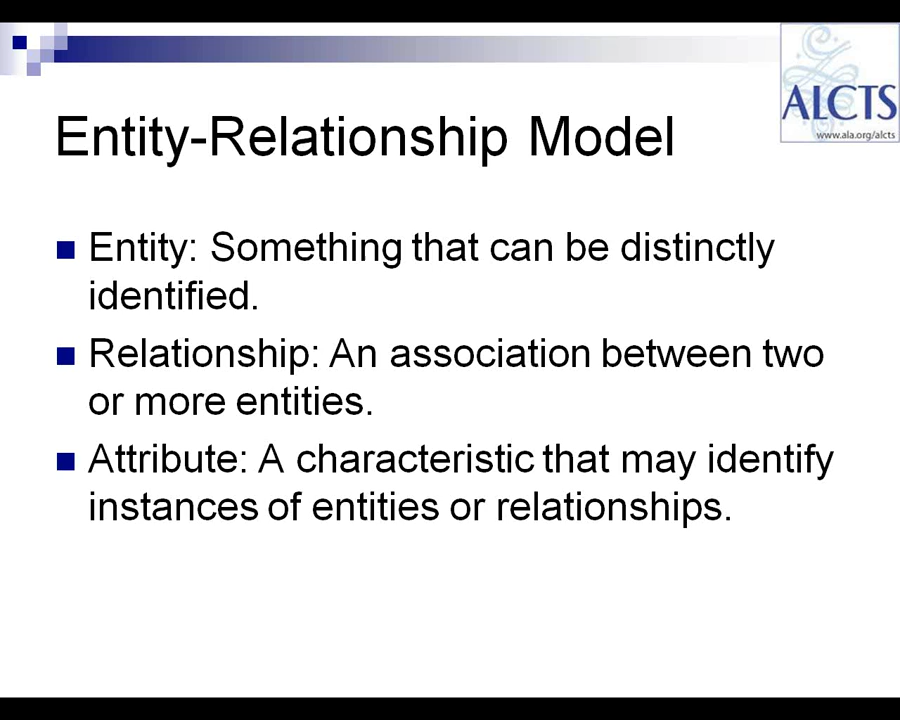 ALCTS
www.ala.org/alcts
Entity-Relationship Model
Entity: Something that can be distinctly
identified.
Relationship: An association between two
or more entities.
Attribute: A characteristic that may identify
instances of entities or relationships.